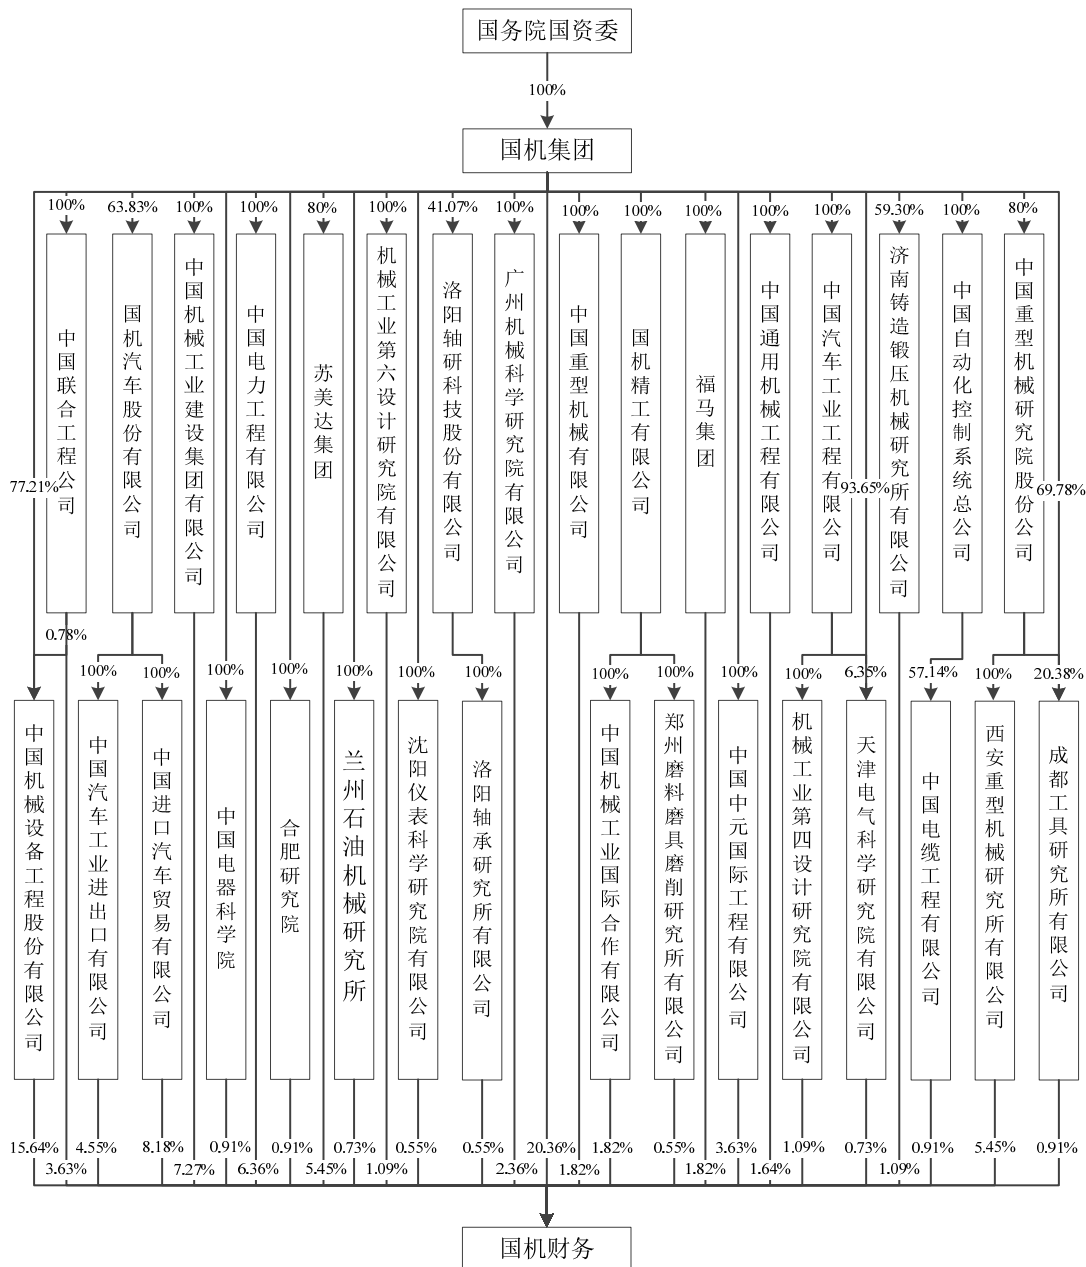 国务院国资委
100%
国机集团
100%
63.83%
100%
100%
80%
100%
41.07%
100%
100%
100%
100%
100%
100%
59.30%
100%
80%
中国联合工程公司
国机汽车股份有限公司
中国机械工业建设集团有限公司
中国电力工程有限公司
苏美达集团
机械工业第六设计研究院有限公司
洛阳轴研科技股份有限公司
广州机械科学研究院有限公司
中国重型机械有限公司
国机精工有限公司
福马集团
中国通用机械工程有限公司
中国汽车工业工程有限公司
济南铸造锻压机械研究所有限公司
中国自动化控制系统总公司
中国重型机械研究院股份公司
77.21%
93.65%
69.78%
0.78%
100%
100%
100%
100%
100%
100%
100%
100%
100%
100%
100%
6.35%
57.14%
100%
20.38%
中国机械设备工程股份有限公司
中国汽车工业进出口有限公司
中国进口汽车贸易有限公司
中国电器科学院
合肥研究院
兰州石油机械研究所
沈阳仪表科学研究院有限公司
洛阳轴承研究所有限公司
中国机械工业国际合作有限公司
郑州磨料磨具磨削研究所有限公司
中国中元国际工程有限公司
机械工业第四设计研究院有限公司
天津电气科学研究院有限公司
中国电缆工程有限公司
西安重型机械研究所有限公司
成都工具研究所有限公司
15.64%
4.55%
8.18%
0.91%
0.91%
0.73%
0.55%
0.55%
20.36%
1.82%
0.55%
3.63%
1.09%
0.73%
0.91%
5.45%
0.91%
3.63%
7.27%
6.36%
5.45%
1.09%
2.36%
1.82%
1.82%
1.64%
1.09%
国机财务